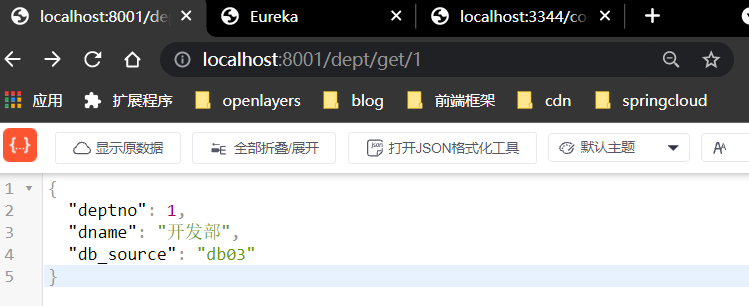 localhost:8001/de
Eureka
localhost:3344/co
localhost:8001/dept/get/1
应用 扩展程序 openlayers blog 前端框架 cdn springcloud
{...} 显示原数据 全部折叠/展开 json 打开JSON格式化工具 默认主题 AA
1 {
2 "deptno": 1,
3 "dname": "开发部",
4 "db_source": "db03"
5 }